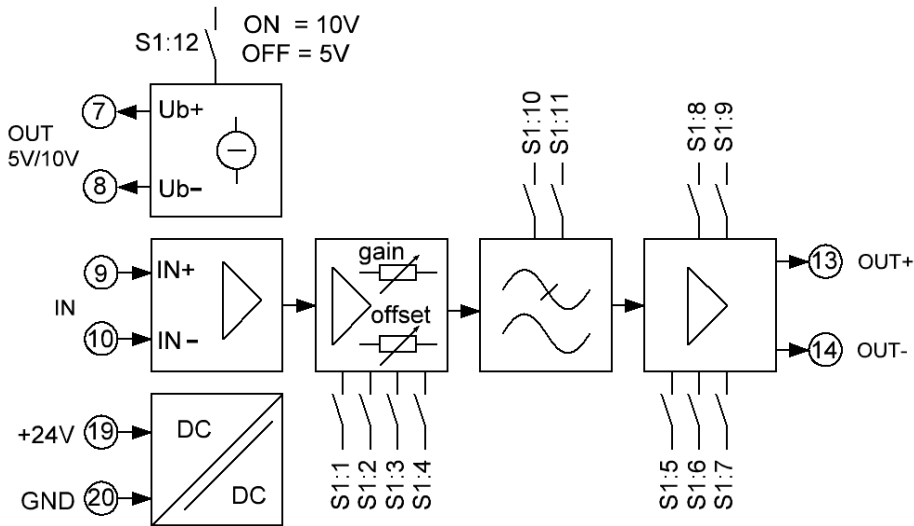 S1:12
ON = 10V
OFF = 5V
7
Ub+
OUT
5V/10V
8
Ub−
S1:10
S1:11
S1:8
S1:9
9
IN+
IN
10
IN−
gain
offset
13
OUT+
14
OUT-
+24V
19
DC
GND
20
DC
S1:1
S1:2
S1:3
S1:4
S1:5
S1:6
S1:7